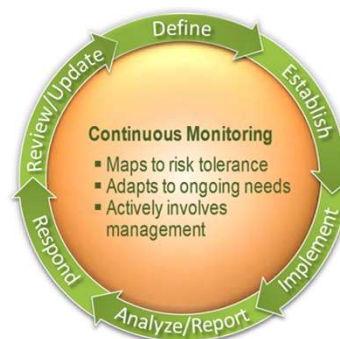 Define
Establish
Implement
Analyze/Report
Respond
Review/Update
Continuous Monitoring
▪ Maps to risk tolerance
▪ Adapts to ongoing needs
▪ Actively involves
management